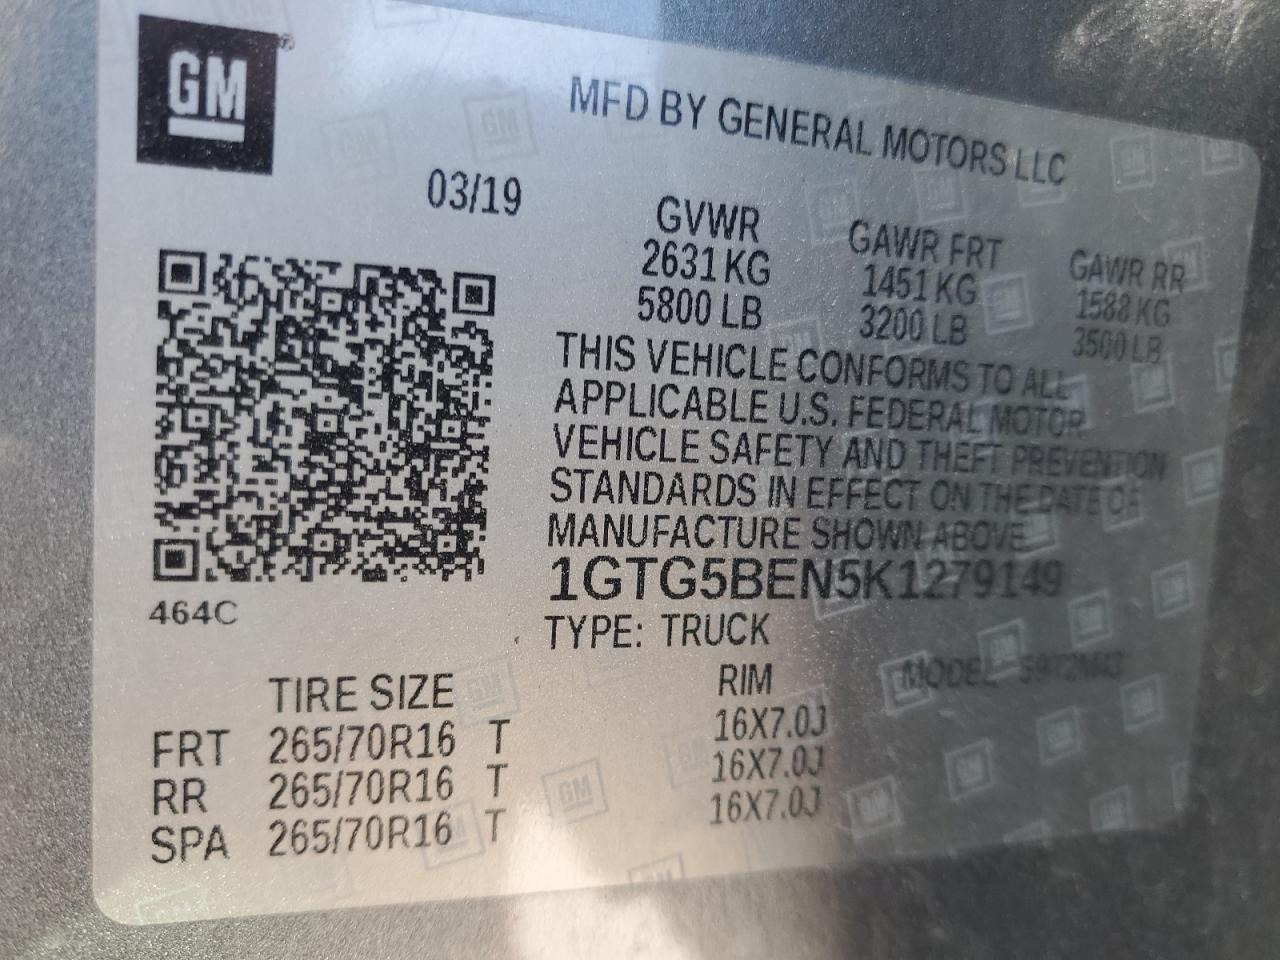 GM
MFD BY GENERAL MOTORS LLC
03/19
GVWR GAWR FRT GAWR RR
2631 KG 1451 KG 1588 KG
5800 LB 3200 LB 3500 LB
THIS VEHICLE CONFORMS TO ALL
APPLICABLE U.S. FEDERAL MOTOR
VEHICLE SAFETY AND THEFT PREVENTION
STANDARDS IN EFFECT ON THE DATE OF
MANUFACTURE SHOWN ABOVE
1GTG5BEN5K1279149
464C
TYPE: TRUCK MODEL
TIRE SIZE RIM
FRT 265/70R16 T 16X7.0J
RR 265/70R16 T 16X7.0J
SPA 265/70R16 T 16X7.0J